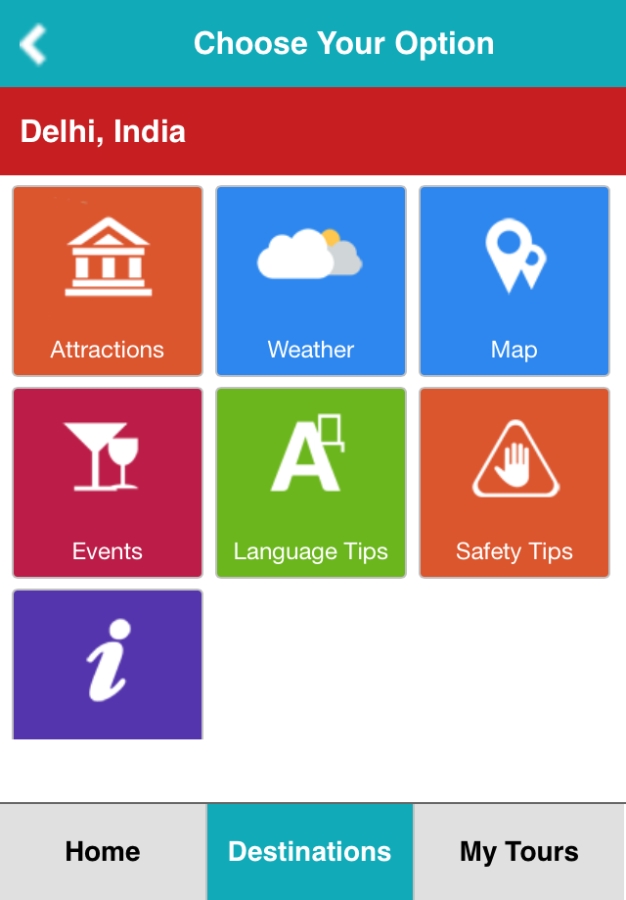 Choose Your Option
Delhi, India
Attractions
Weather
Map
Events
Language Tips
Safety Tips
Home
Destinations
My Tours